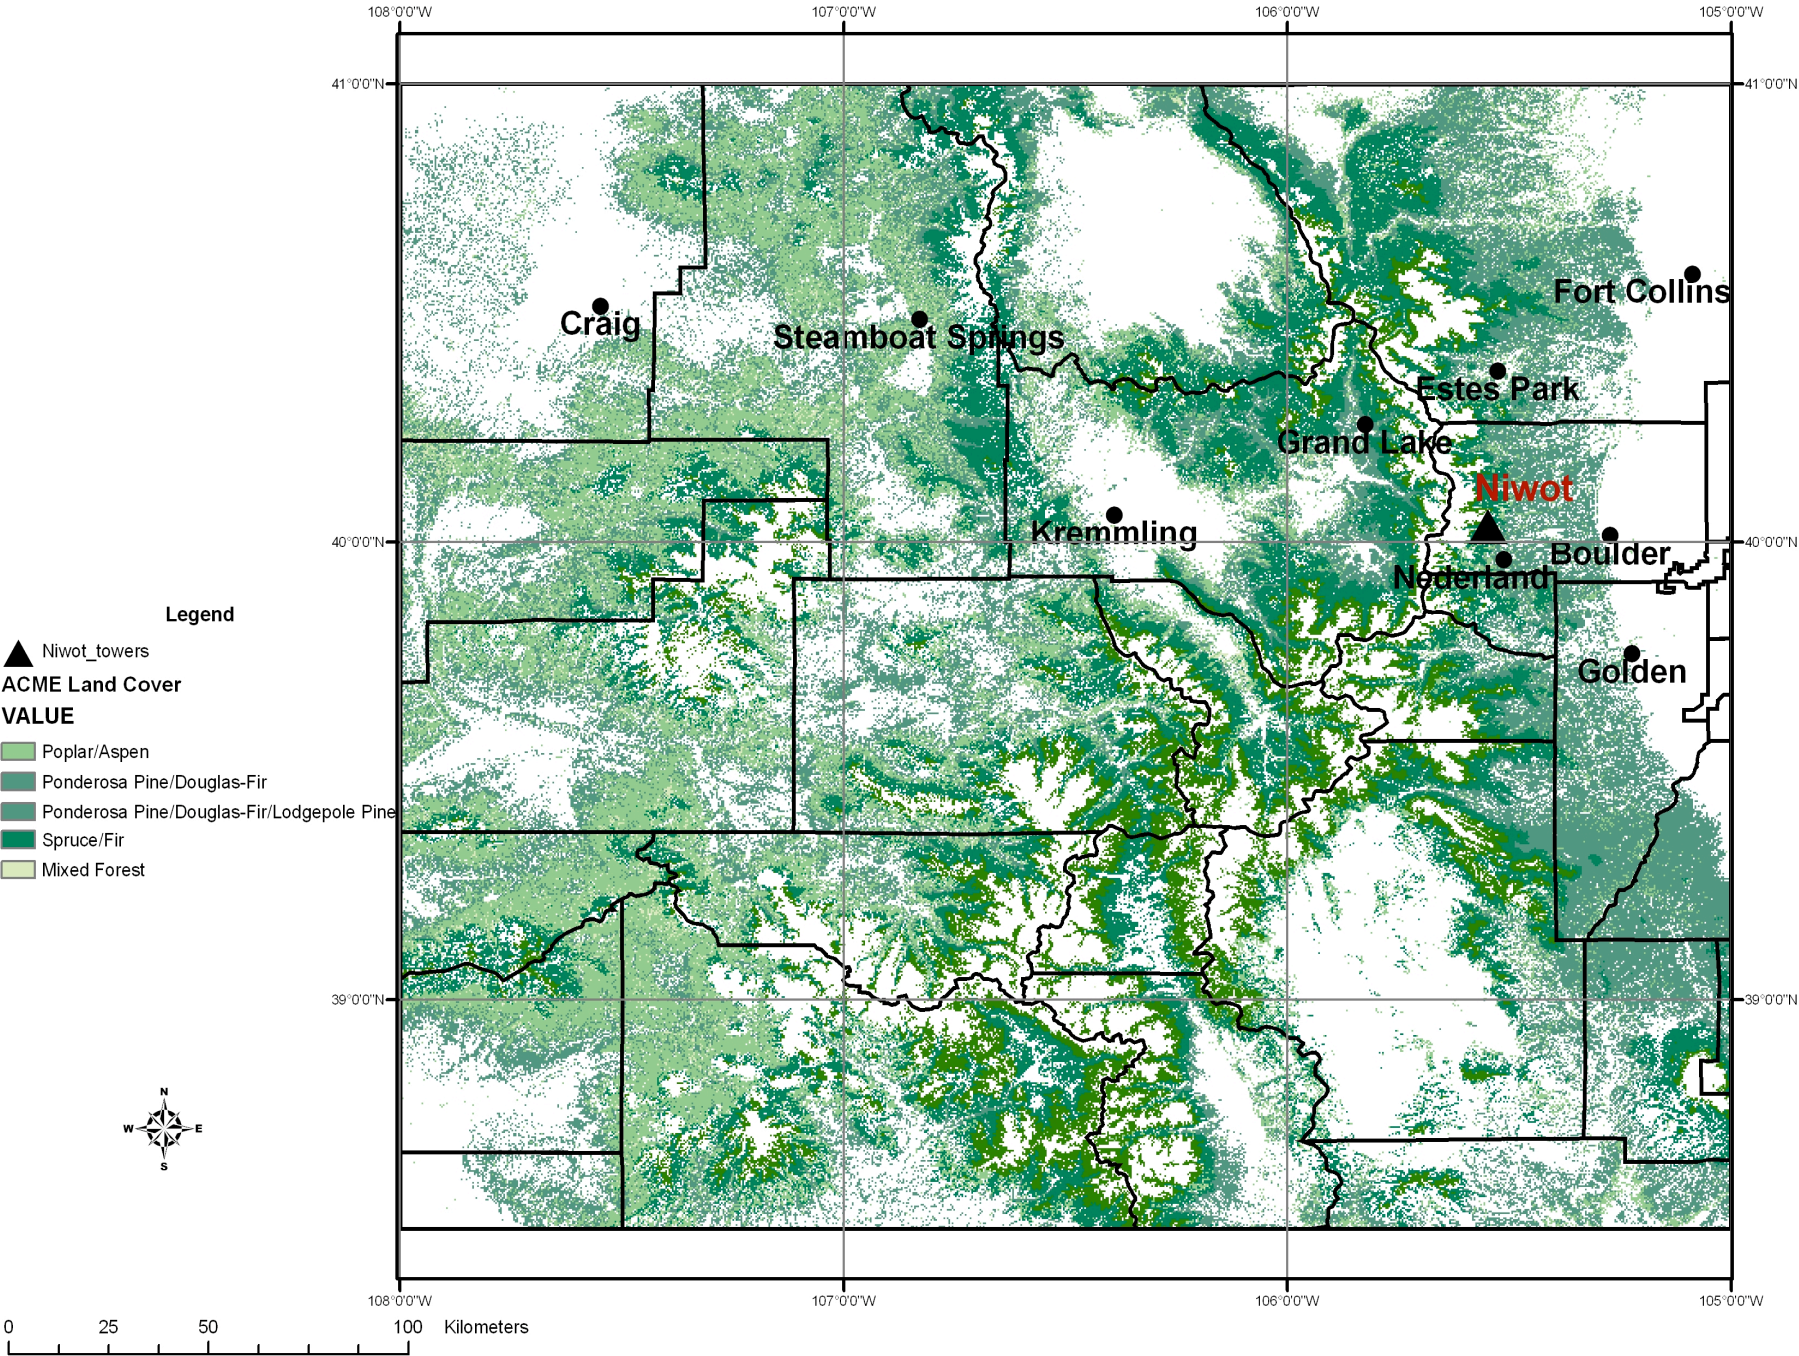 108°0'0"W
107°0'0"W
106°0'0"W
105°0'0"W
41°0'0"N
41°0'0"N
Fort Collins
Craig
Steamboat Springs
Estes Park
Grand Lake
Niwot
Kremmling
40°0'0"N
40°0'0"N
Boulder
Nederland
Legend
Niwot_towers
Golden
ACME Land Cover
VALUE
Poplar/Aspen
Ponderosa Pine/Douglas-Fir
Ponderosa Pine/Douglas-Fir/Lodgepole Pine
Spruce/Fir
Mixed Forest
39°0'0"N
39°0'0"N
N
W E
S
108°0'0"W
107°0'0"W
106°0'0"W
105°0'0"W
0 25 50 100 Kilometers